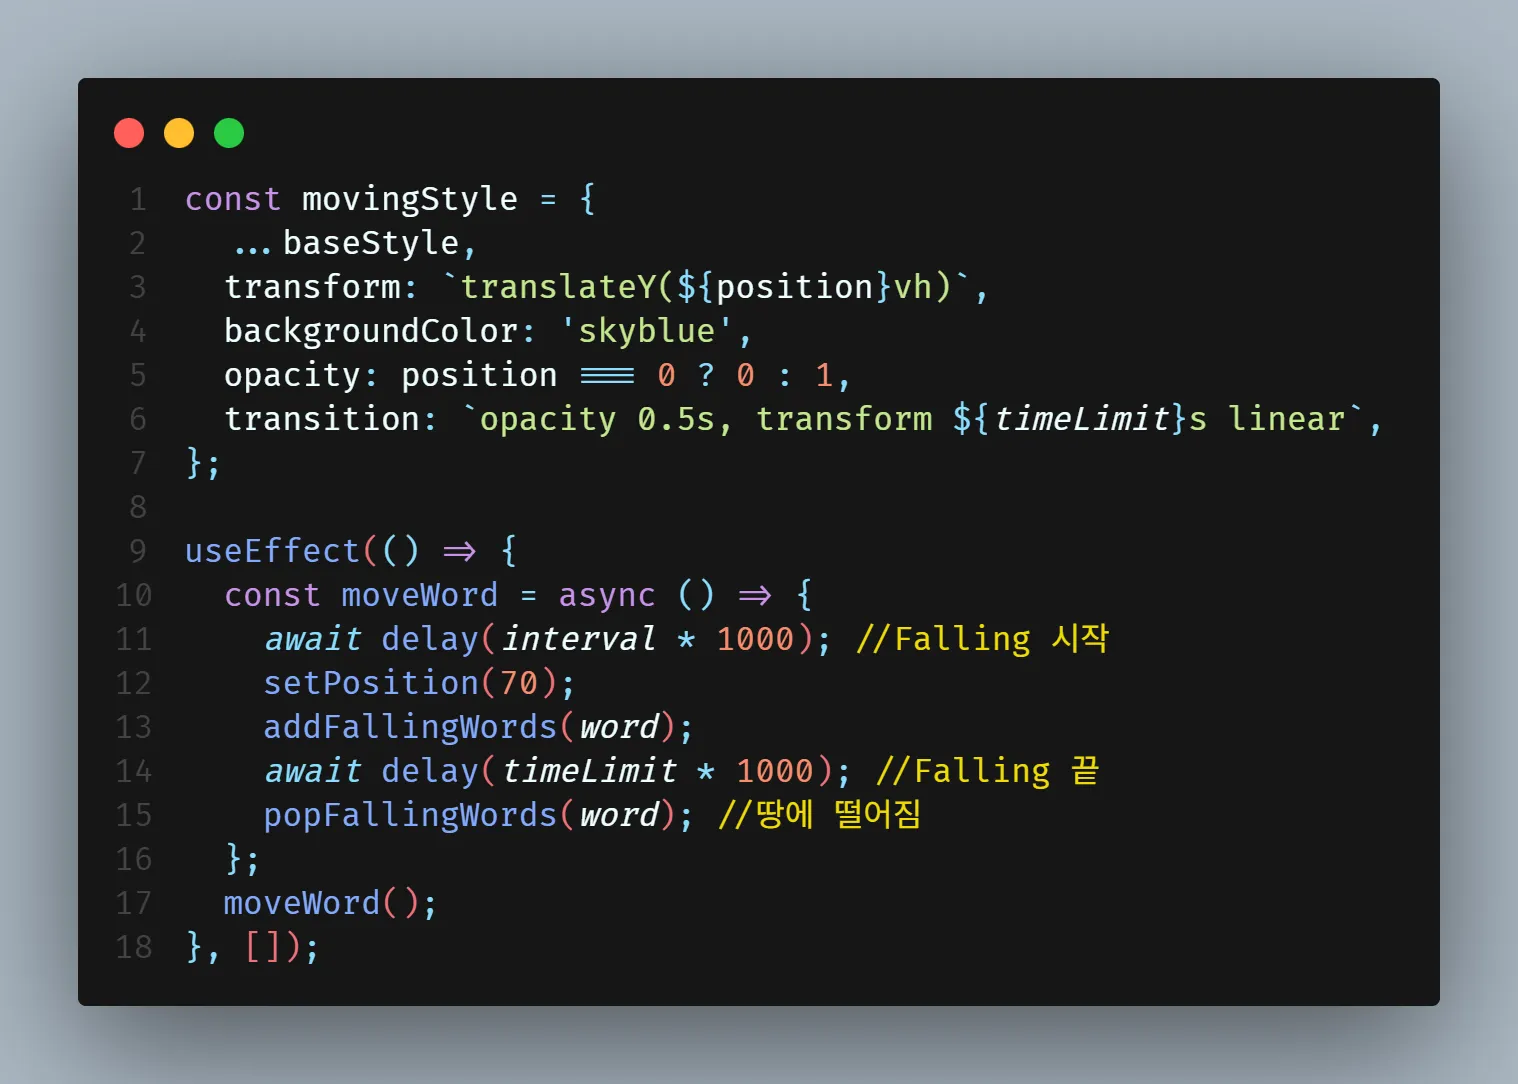 1 const movingStyle = {
2 ...baseStyle,
3 transform: `translateY(${position}vh)`,
4 backgroundColor: 'skyblue',
5 opacity: position === 0 ? 0 : 1,
6 transition: `opacity 0.5s, transform ${timeLimit}s linear`,
7 };
8
9 useEffect(() => {
10 const moveWord = async () => {
11 await delay(interval * 1000); //Falling 시작
12 setPosition(70);
13 addFallingWords(word);
14 await delay(timeLimit * 1000); //Falling 끝
15 popFallingWords(word); //땅에 떨어짐
16 };
17 moveWord();
18 }, []);